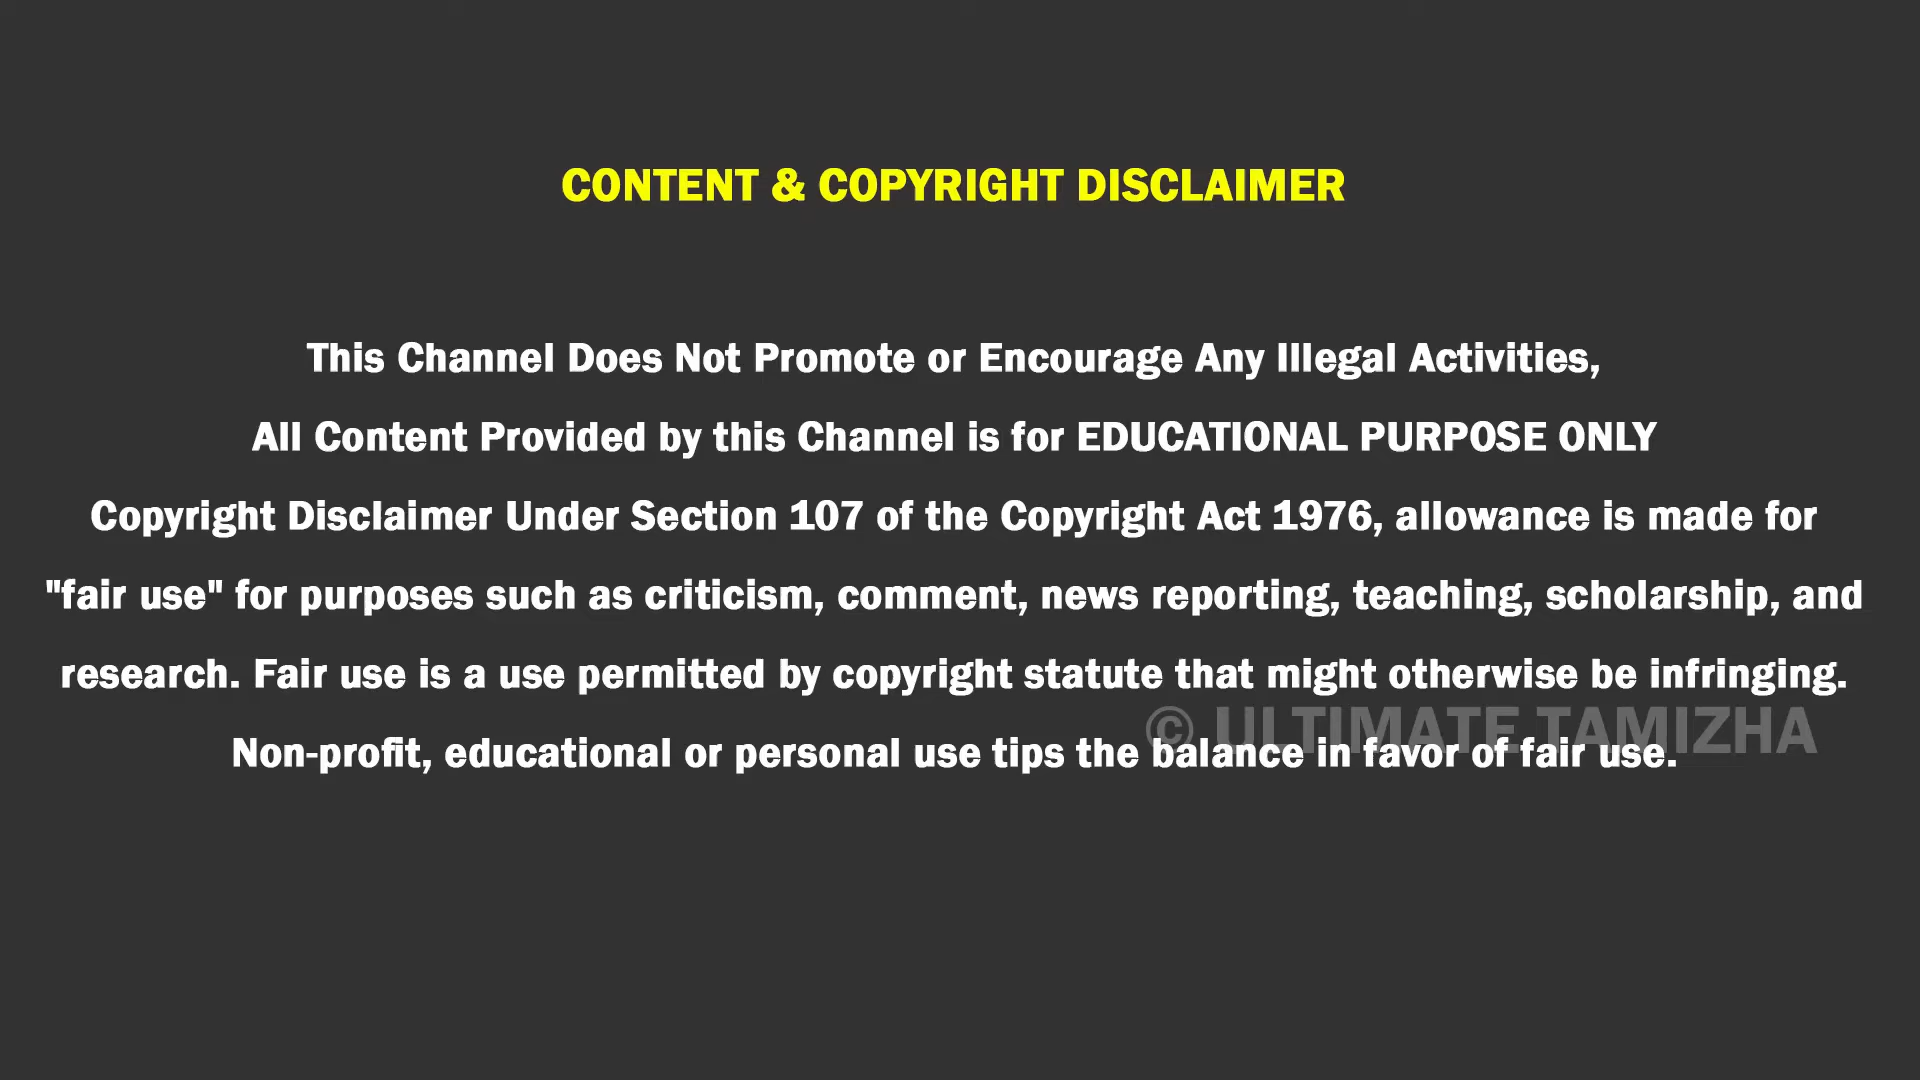 CONTENT & COPYRIGHT DISCLAIMER
This Channel Does Not Promote or Encourage Any Illegal Activities,
All Content Provided by this Channel is for EDUCATIONAL PURPOSE ONLY
Copyright Disclaimer Under Section 107 of the Copyright Act 1976, allowance is made for
"fair use" for purposes such as criticism, comment, news reporting, teaching, scholarship, and
research. Fair use is a use permitted by copyright statute that might otherwise be infringing.
© ULTIMATE TAMIZHA
Non-profit, educational or personal use tips the balance in favor of fair use.